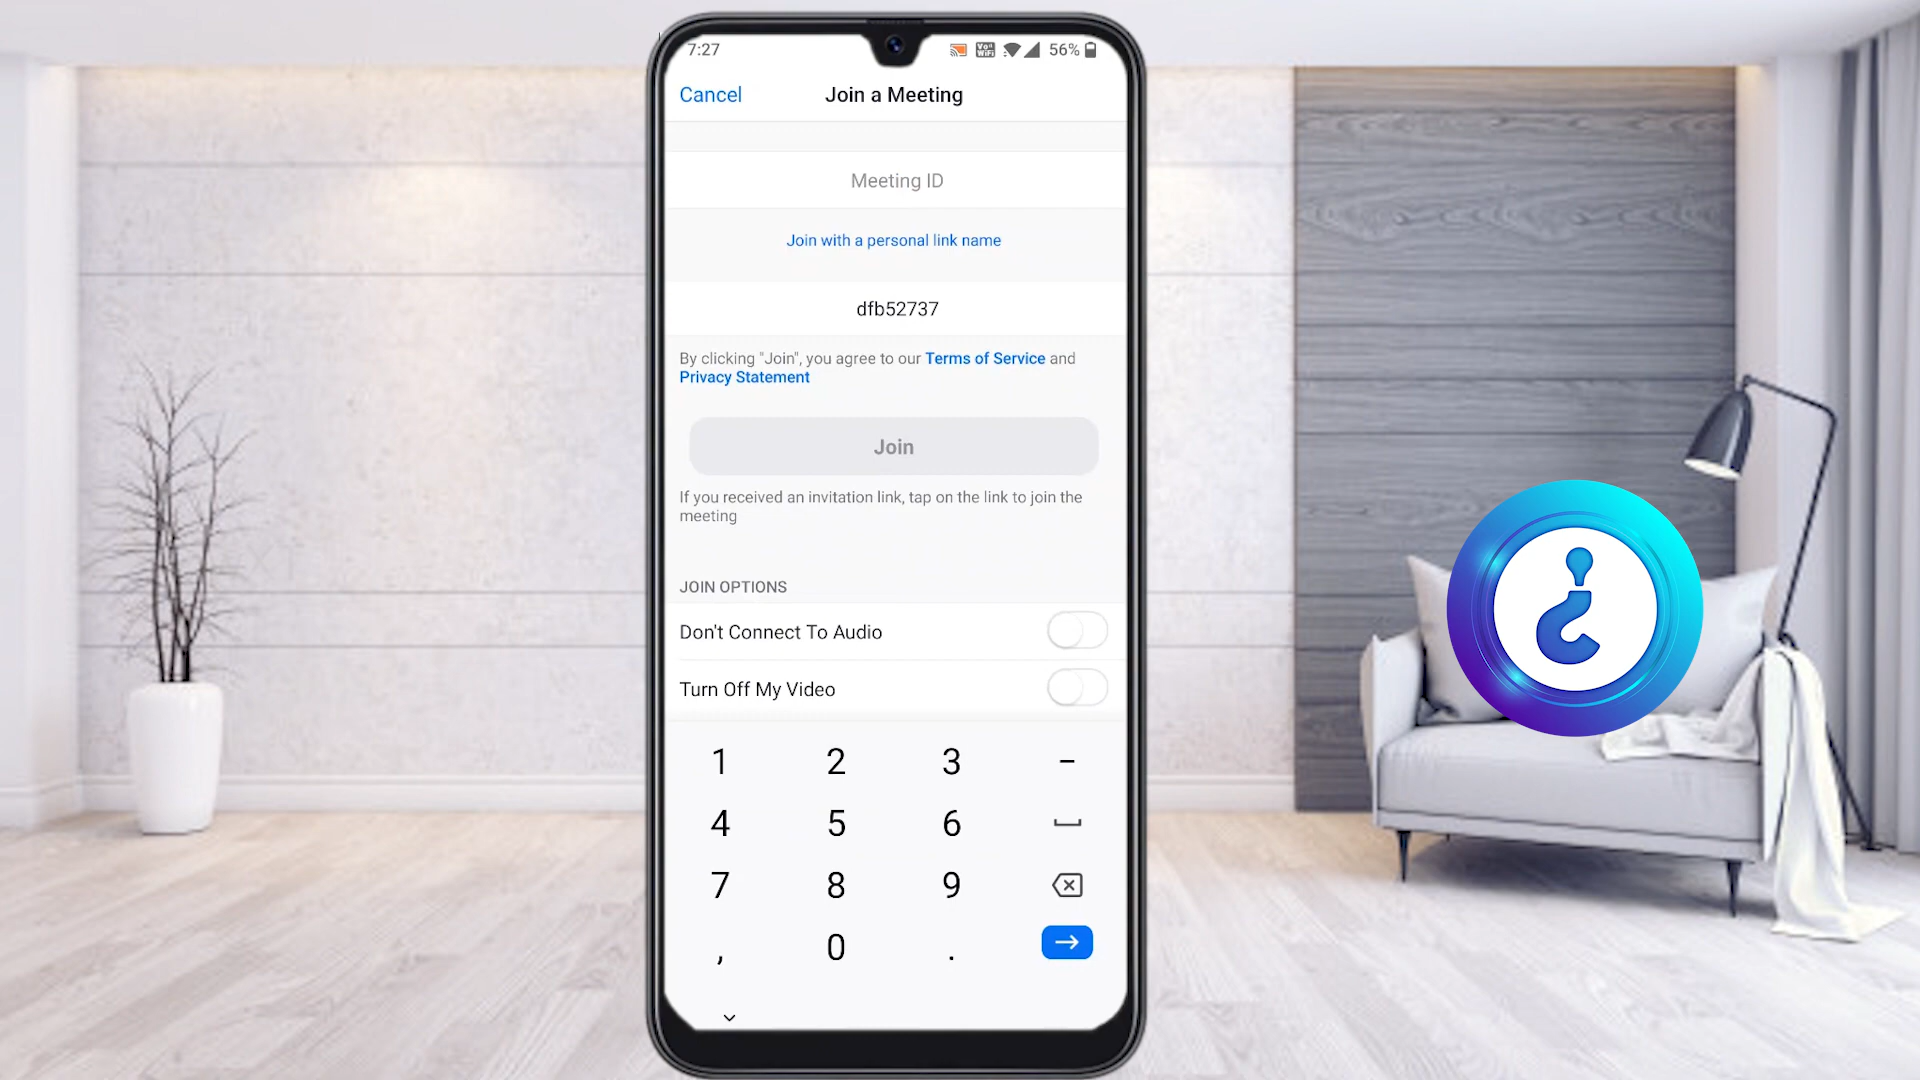 7:27
Vo)) WiFi 56%
Cancel Join a Meeting
Meeting ID
Join with a personal link name
dfb52737
By clicking "Join", you agree to our Terms of Service and
Privacy Statement
Join
If you received an invitation link, tap on the link to join the
meeting
JOIN OPTIONS
Don't Connect To Audio
Turn Off My Video
1 2 3 -
4 5 6
7 8 9
, 0 .